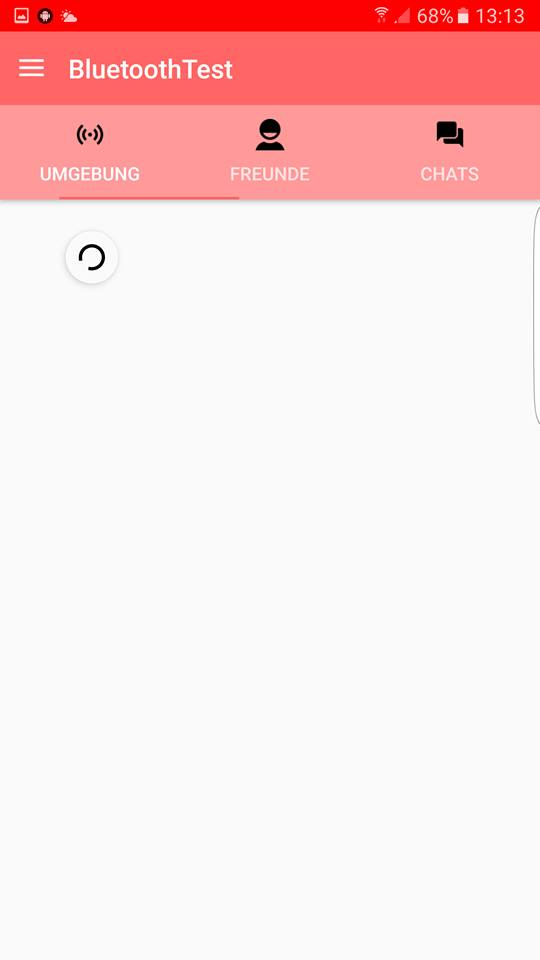 68% 13:13
BluetoothTest
UMGEBUNG FREUNDE CHATS